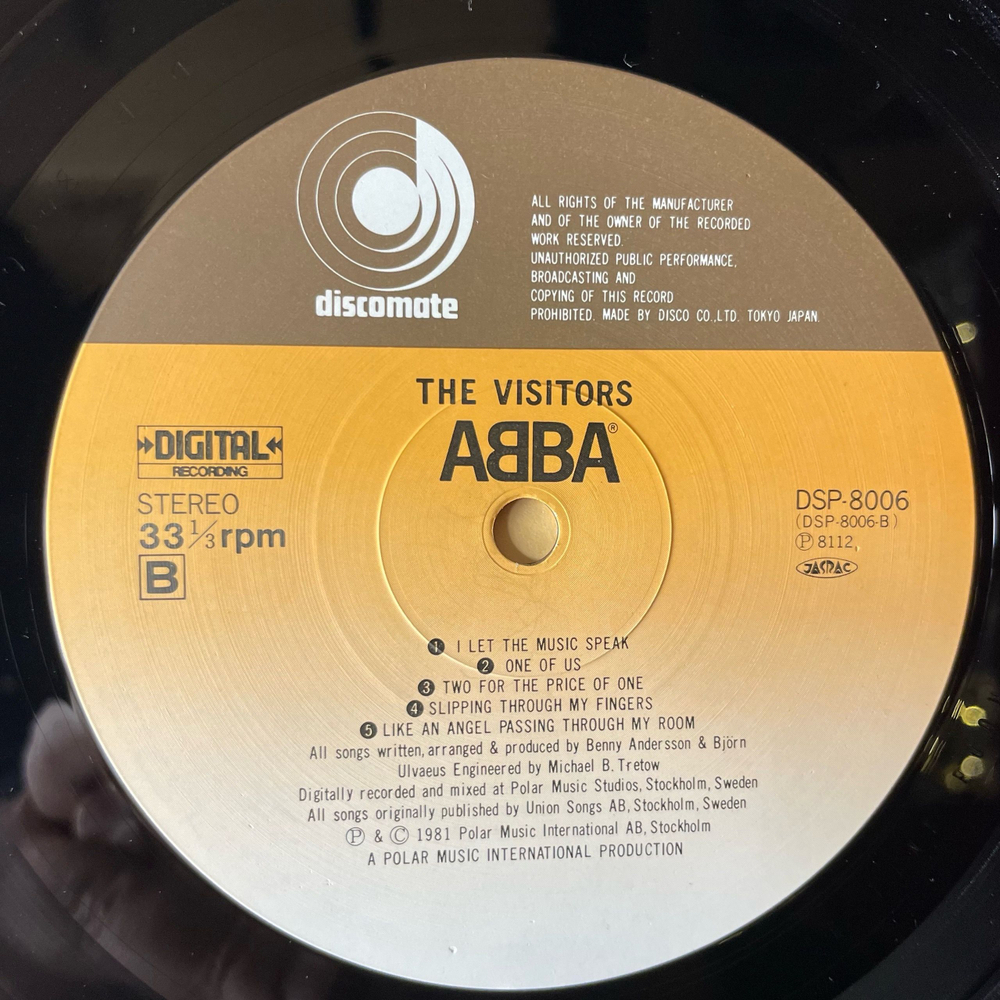 discomate
ALL RIGHTS OF THE MANUFACTURER
AND OF THE OWNER OF THE RECORDED
WORK RESERVED.
UNAUTHORIZED PUBLIC PERFORMANCE,
BROADCASTING AND
COPYING OF THIS RECORD
PROHIBITED. MADE BY DISCO CO.,LTD. TOKYO JAPAN.
THE VISITORS
ABBA®
DIGITAL
RECORDING
STEREO
33 1/3 rpm
B
DSP-8006
(DSP-8006-B)
Ⓟ 8112,
JASRAC
1 I LET THE MUSIC SPEAK
2 ONE OF US
3 TWO FOR THE PRICE OF ONE
4 SLIPPING THROUGH MY FINGERS
5 LIKE AN ANGEL PASSING THROUGH MY ROOM
All songs written, arranged & produced by Benny Andersson & Björn
Ulvaeus Engineered by Michael B. Tretow
Digitally recorded and mixed at Polar Music Studios, Stockholm, Sweden
All songs originally published by Union Songs AB, Stockholm, Sweden
Ⓟ & © 1981 Polar Music International AB, Stockholm
A POLAR MUSIC INTERNATIONAL PRODUCTION